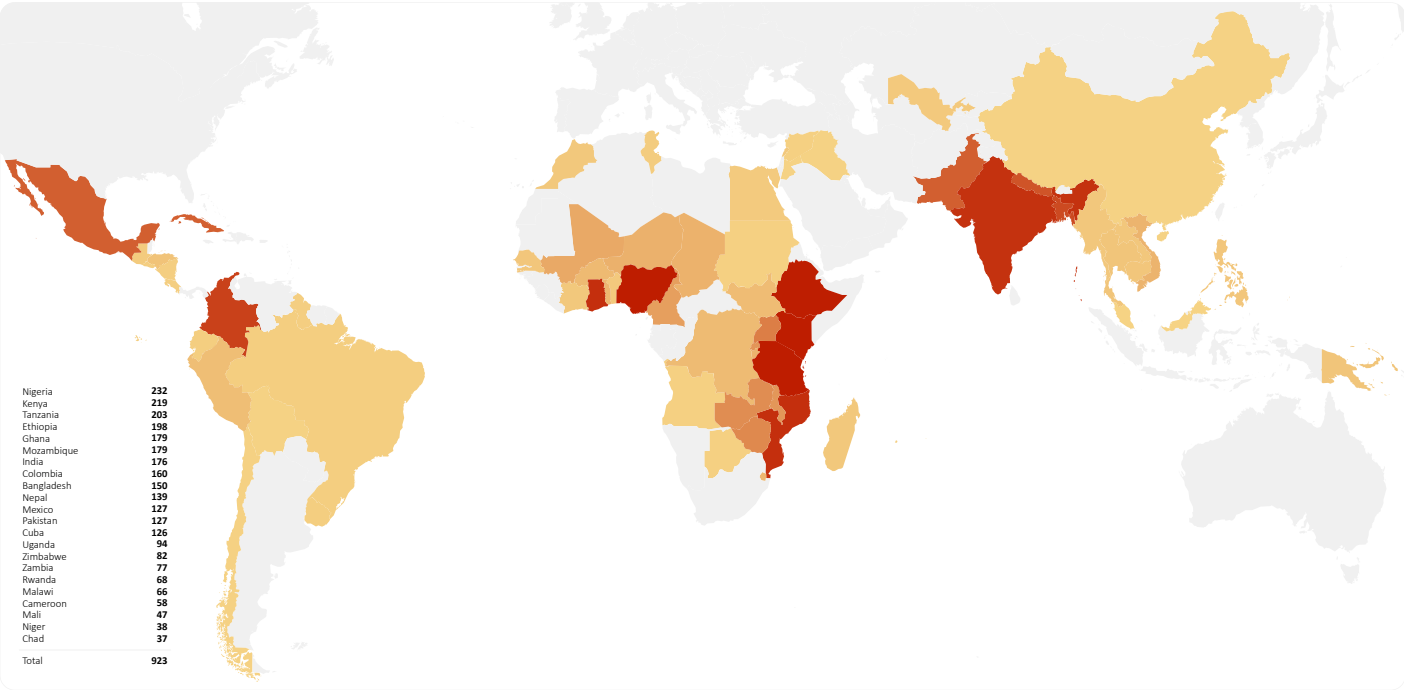 Nigeria 232
Kenya 219
Tanzania 203
Ethiopia 198
Ghana 179
Mozambique 179
India 176
Colombia 160
Bangladesh 150
Nepal 139
Mexico 127
Pakistan 127
Cuba 126
Uganda 94
Zimbabwe 82
Zambia 77
Rwanda 68
Malawi 66
Cameroon 58
Mali 47
Niger 38
Chad 37
Total 923